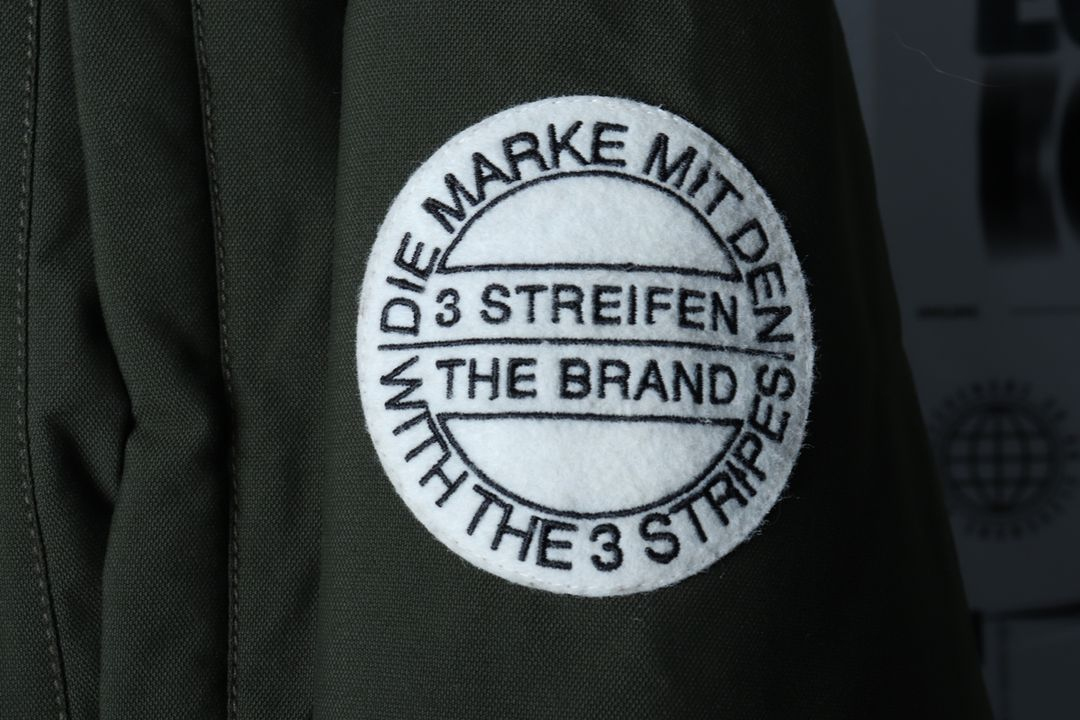 DIE MARKE MIT DEN
3 STREIFEN
THE BRAND
WITH THE 3 STRIPES